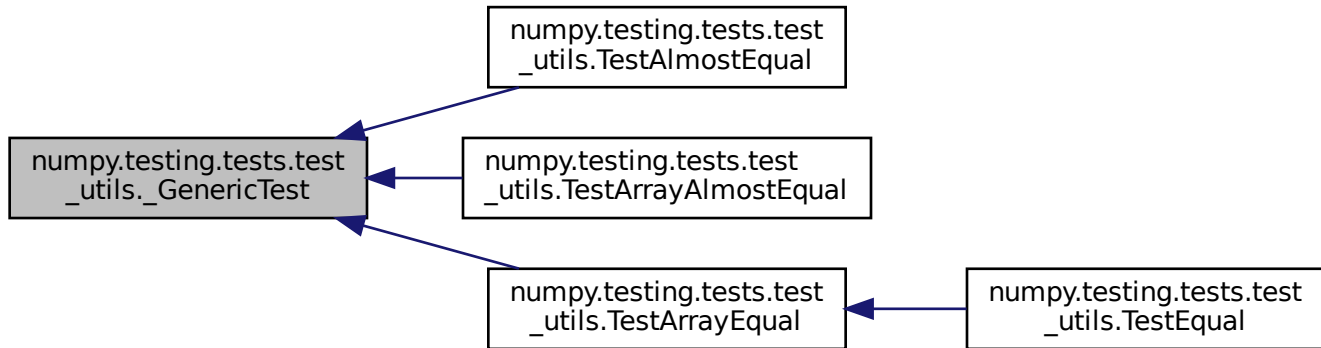 numpy.testing.tests.test
_utils.TestAlmostEqual
numpy.testing.tests.test
_utils._GenericTest
numpy.testing.tests.test
_utils.TestArrayAlmostEqual
numpy.testing.tests.test
_utils.TestArrayEqual
numpy.testing.tests.test
_utils.TestEqual